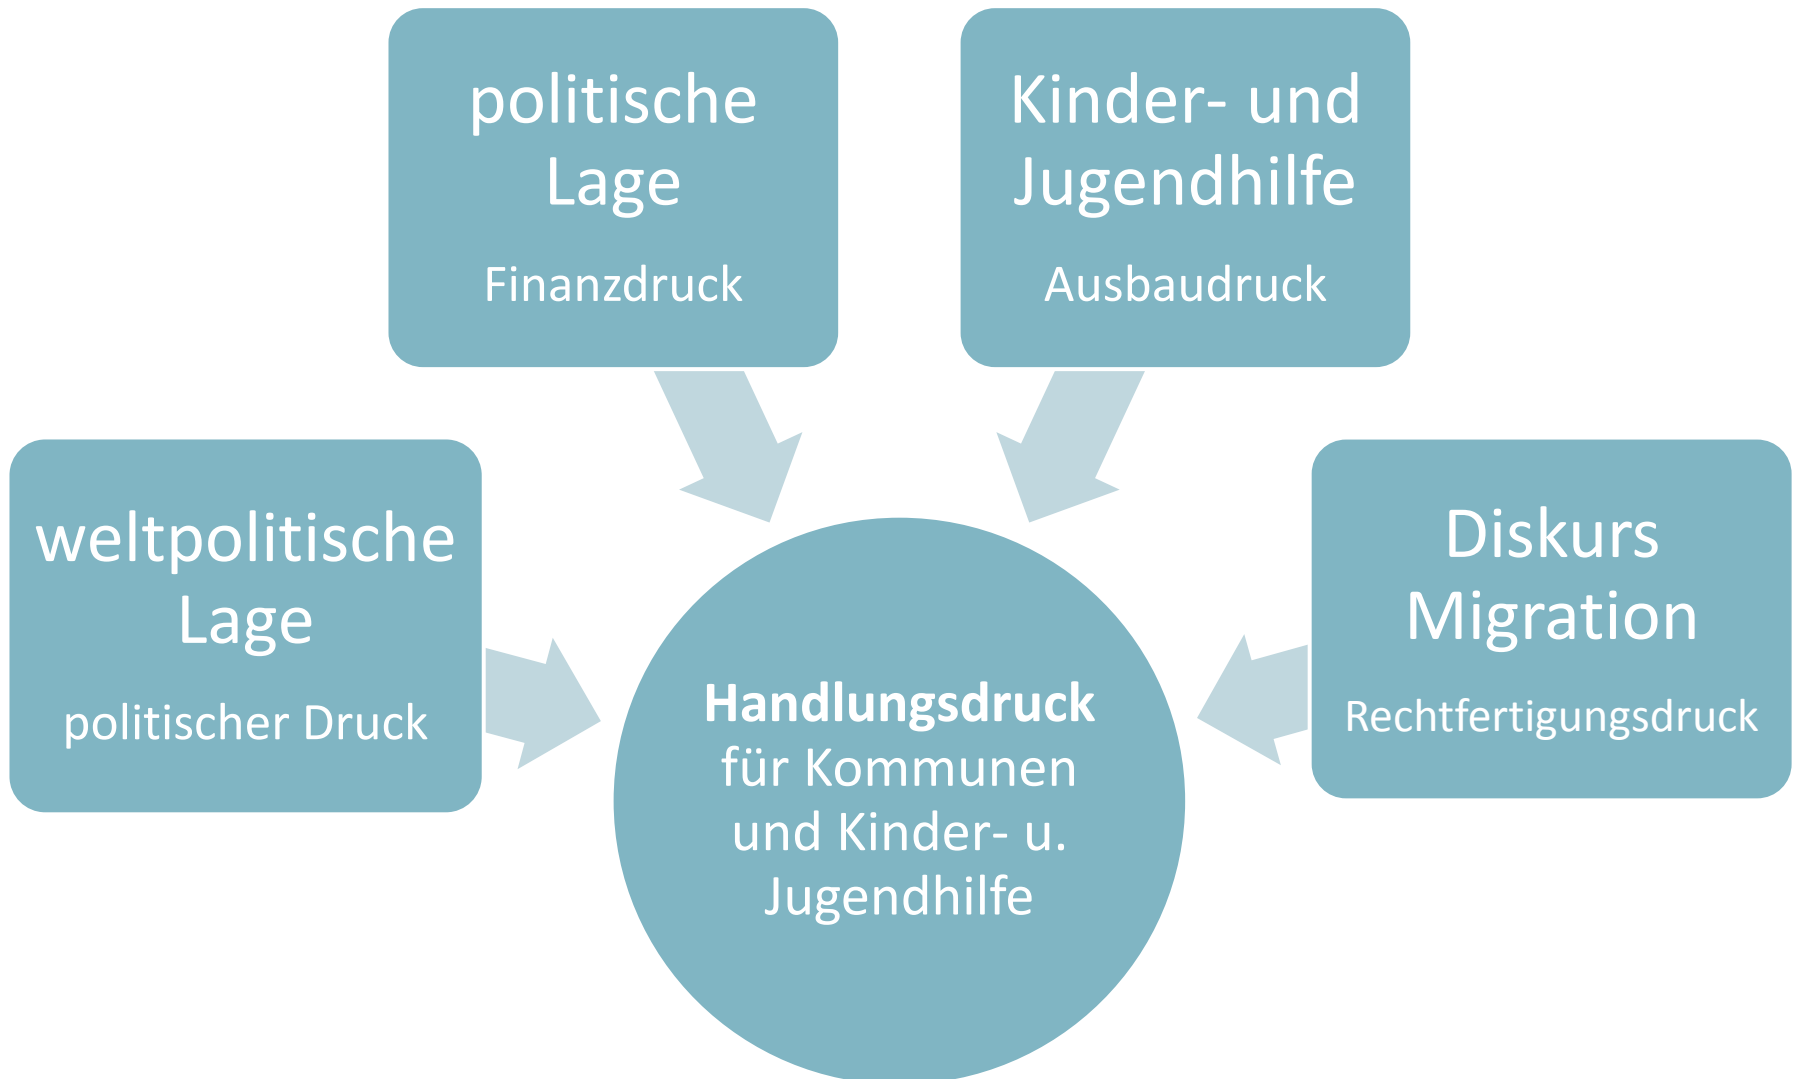 politische
Lage
Finanzdruck
Kinder- und
Jugendhilfe
Ausbaudruck
weltpolitische
Lage
politischer Druck
Diskurs
Migration
Rechtfertigungsdruck
Handlungsdruck
für Kommunen
und Kinder- u.
Jugendhilfe